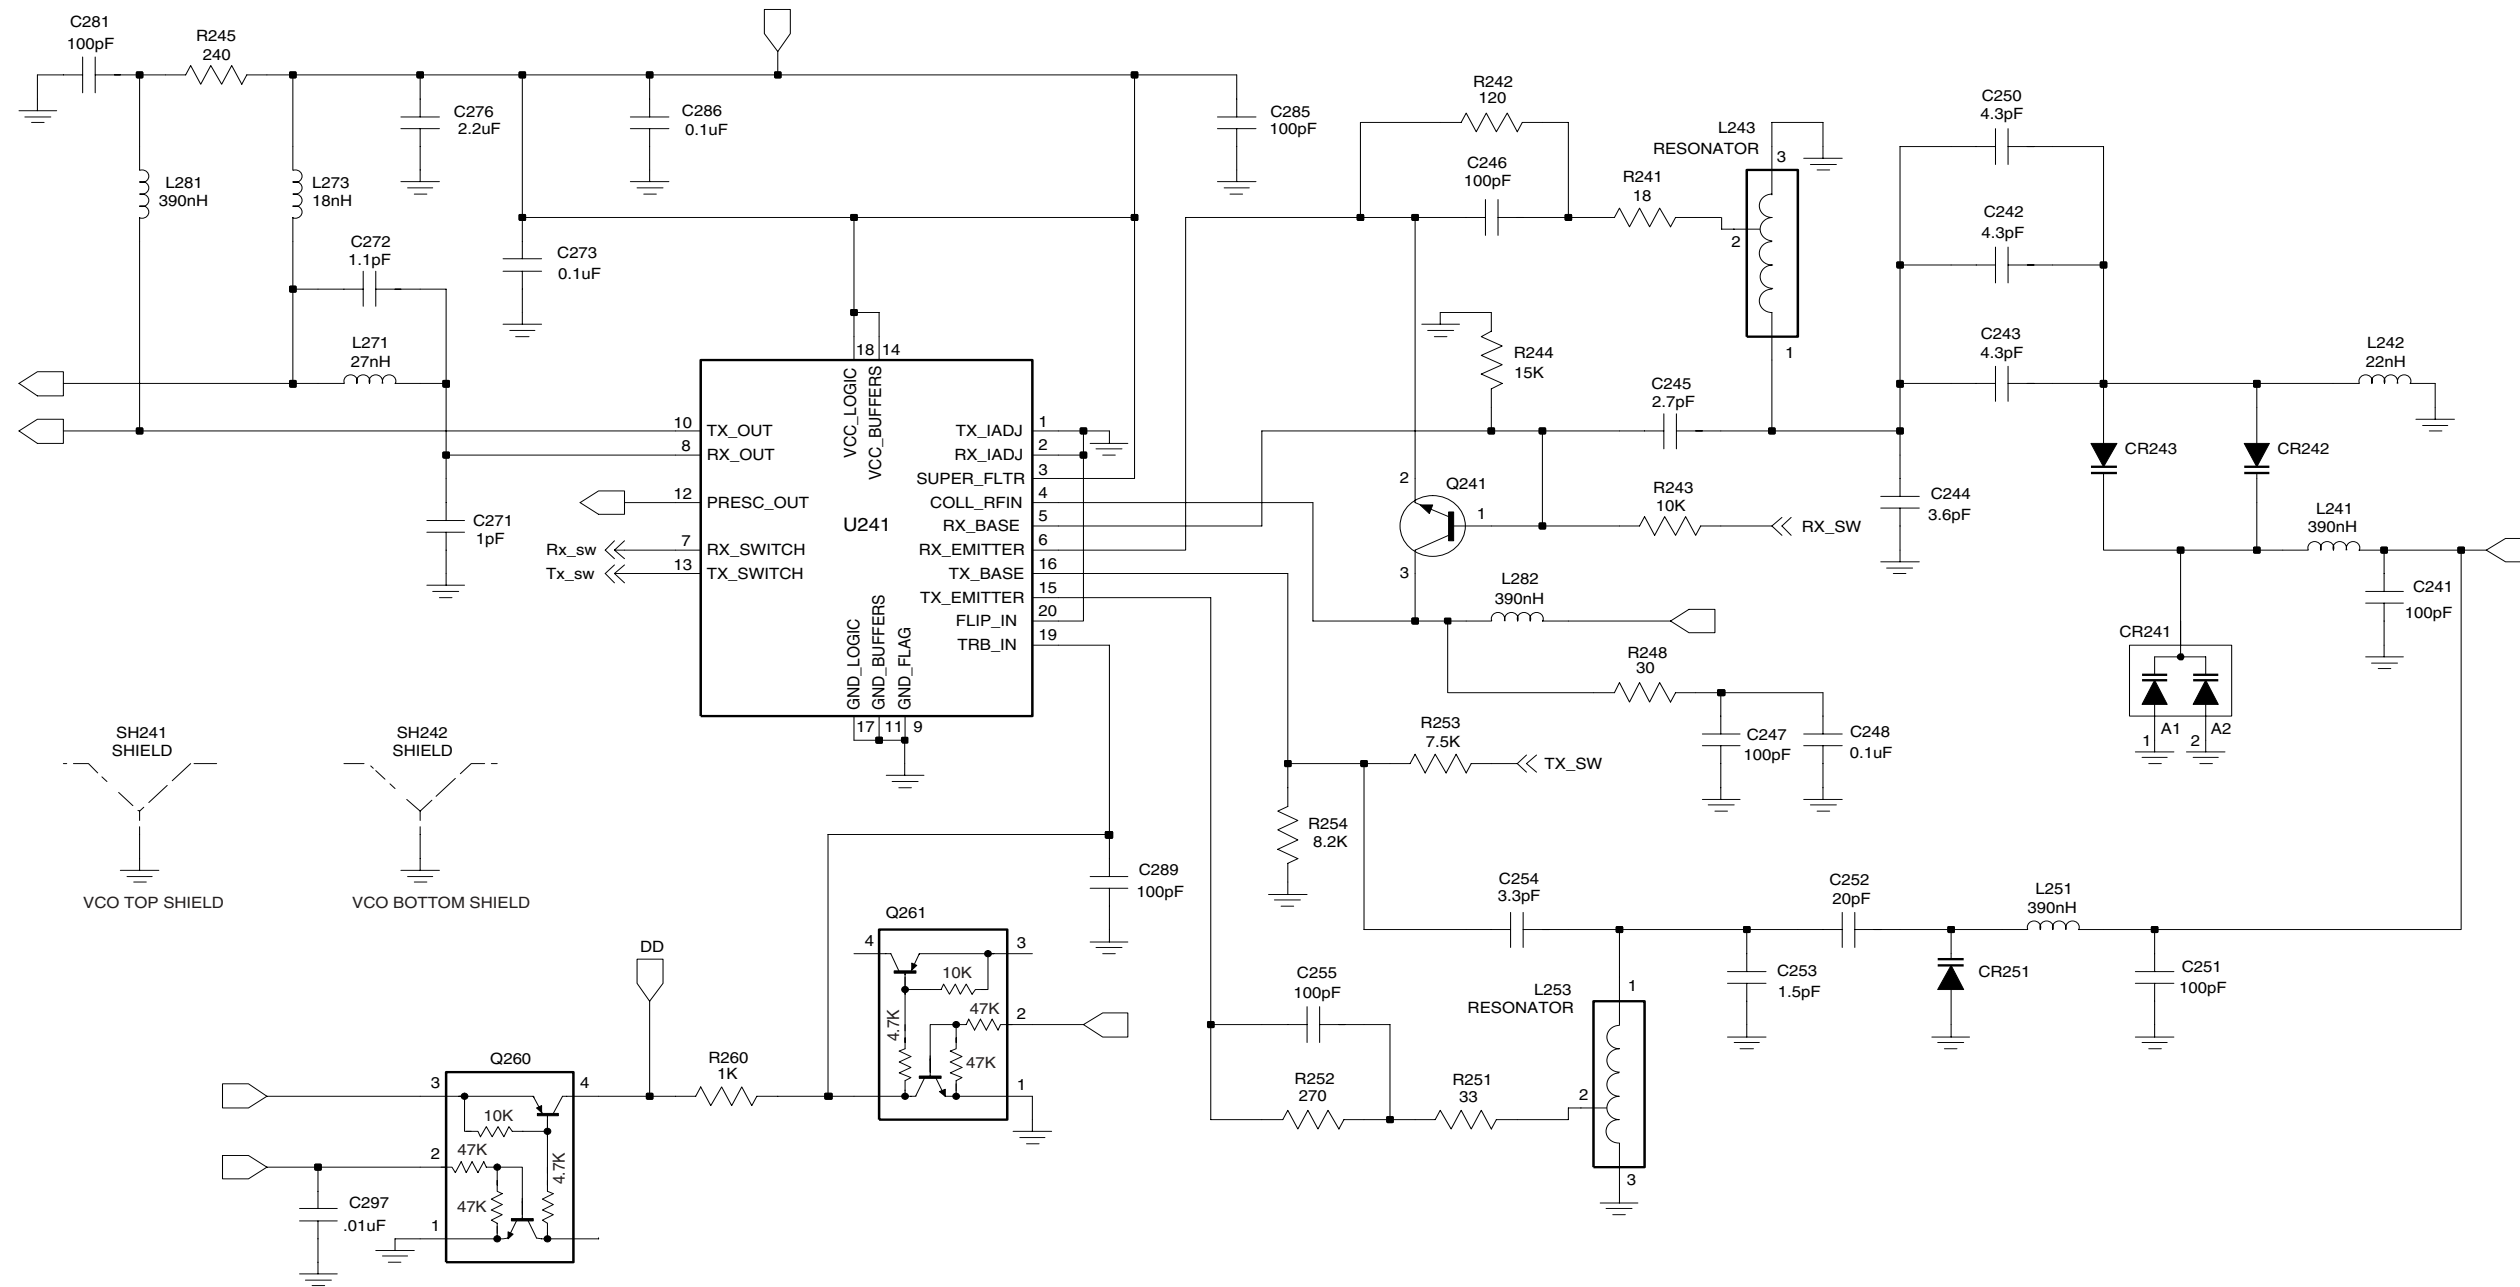 C281
100pF
R245
240
C276
2.2uF
C286
0.1uF
C285
100pF
L281
390nH
L273
18nH
C272
1.1pF
C273
0.1uF
L271
27nH
C271
1pF
R242
120
C246
100pF
R241
18
L243
RESONATOR
3
2
1
C250
4.3pF
C242
4.3pF
C243
4.3pF
L242
22nH
R244
15K
C245
2.7pF
CR243
CR242
18
14
VCC_LOGIC
VCC_BUFFERS
10
TX_OUT
8
RX_OUT
12
PRESC_OUT
7
RX_SWITCH
13
TX_SWITCH
Rx_sw
Tx_sw
U241
TX_IADJ
1
RX_IADJ
2
SUPER_FLTR
3
COLL_RFIN
4
RX_BASE
5
RX_EMITTER
6
TX_BASE
16
TX_EMITTER
15
FLIP_IN
20
TRB_IN
19
GND_LOGIC
GND_BUFFERS
GND_FLAG
17
11
9
Q241
2
1
3
R243
10K
RX_SW
C244
3.6pF
L241
390nH
C241
100pF
L282
390nH
R248
30
C247
100pF
C248
0.1uF
CR241
A1
A2
1
2
R253
7.5K
TX_SW
R254
8.2K
SH241
SHIELD
VCO TOP SHIELD
SH242
SHIELD
VCO BOTTOM SHIELD
C289
100pF
C254
3.3pF
C252
20pF
L251
390nH
C253
1.5pF
CR251
C251
100pF
Q261
4
3
10K
4.7K
47K
2
47K
1
DD
C255
100pF
L253
RESONATOR
1
2
3
R252
270
R251
33
R260
1K
Q260
3
4
10K
47K
2
4.7K
47K
1
C297
.01uF